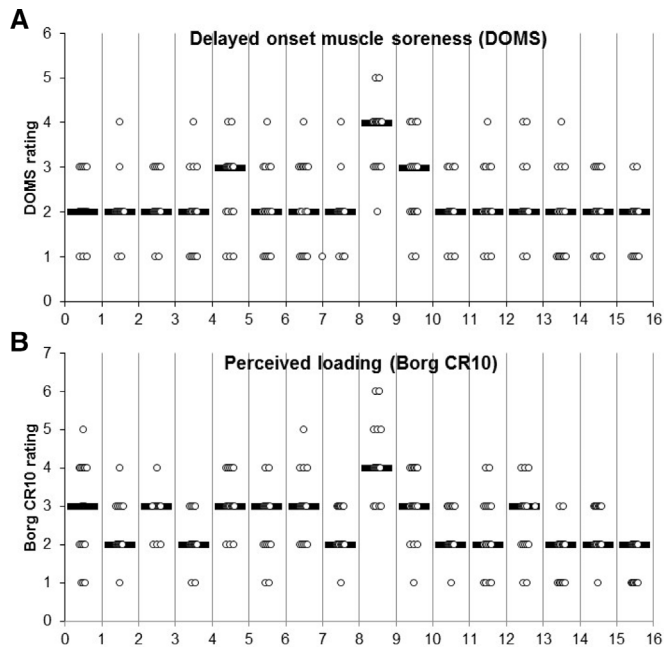 A
Delayed onset muscle soreness (DOMS)
6
5
4
3
2
1
0
DOMS rating
0 1 2 3 4 5 6 7 8 9 10 11 12 13 14 15 16
B
Perceived loading (Borg CR10)
7
6
5
4
3
2
1
0
Borg CR10 rating
0 1 2 3 4 5 6 7 8 9 10 11 12 13 14 15 16